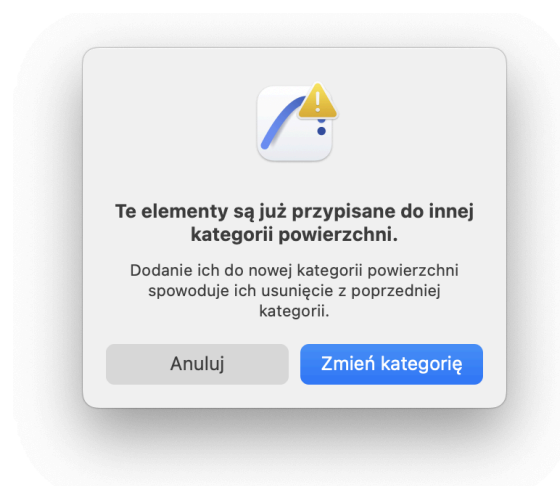 Te elementy są już przypisane do innej
kategorii powierzchni.
Dodanie ich do nowej kategorii powierzchni
spowoduje ich usunięcie z poprzedniej
kategorii.
Anuluj
Zmień kategorię